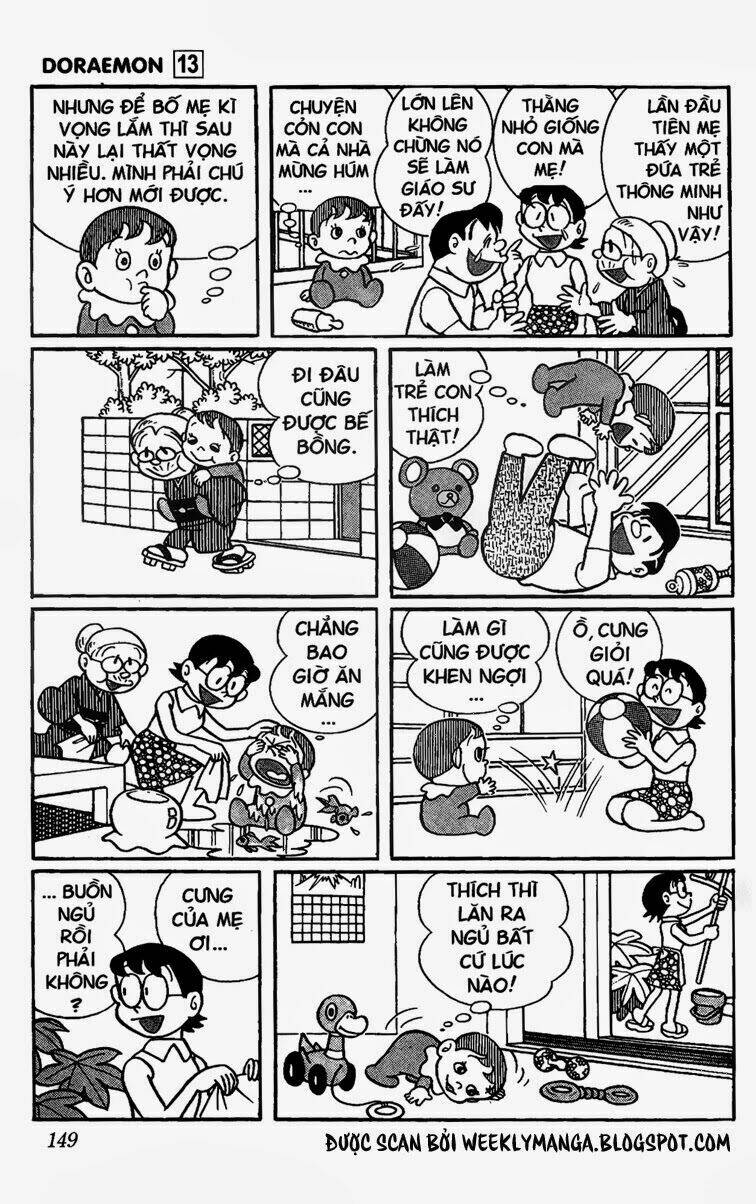 DORAEMON 13
NHƯNG ĐỂ BỐ MẸ KÌ
VỌNG LẮM THÌ SAU
NÀY LẠI THẤT VỌNG
NHIỀU. MÌNH PHẢI CHÚ
Ý HƠN MỚI ĐƯỢC.
CHUYỆN
CỎN CON
MÀ CẢ NHÀ
MỪNG HÚM
...
LỚN LÊN
KHÔNG
CHỪNG NÓ
SẼ LÀM
GIÁO SƯ
ĐẤY!
THẰNG
NHỎ GIỐNG
CON MÀ
MẸ!
LẦN ĐẦU
TIÊN MẸ
THẤY MỘT
ĐỨA TRẺ
THÔNG MINH
NHƯ
VẬY!
ĐI ĐÂU
CŨNG
ĐƯỢC BẾ
BỒNG.
LÀM
TRẺ CON
THÍCH
THẬT!
CHẲNG
BAO
GIỜ ĂN
MẮNG
...
B
LÀM GÌ
CŨNG ĐƯỢC
KHEN NGỢI
...
Ồ, CƯNG
GIỎI
QUÁ!
... BUỒN
NGỦ
RỒI
PHẢI
KHÔNG
?
CƯNG
CỦA MẸ
ƠI...
THÍCH THÌ
LĂN RA
NGỦ BẤT
CỨ LÚC
NÀO!
149
ĐƯỢC SCAN BỞI WEEKLYMANGA.BLOGSPOT.COM